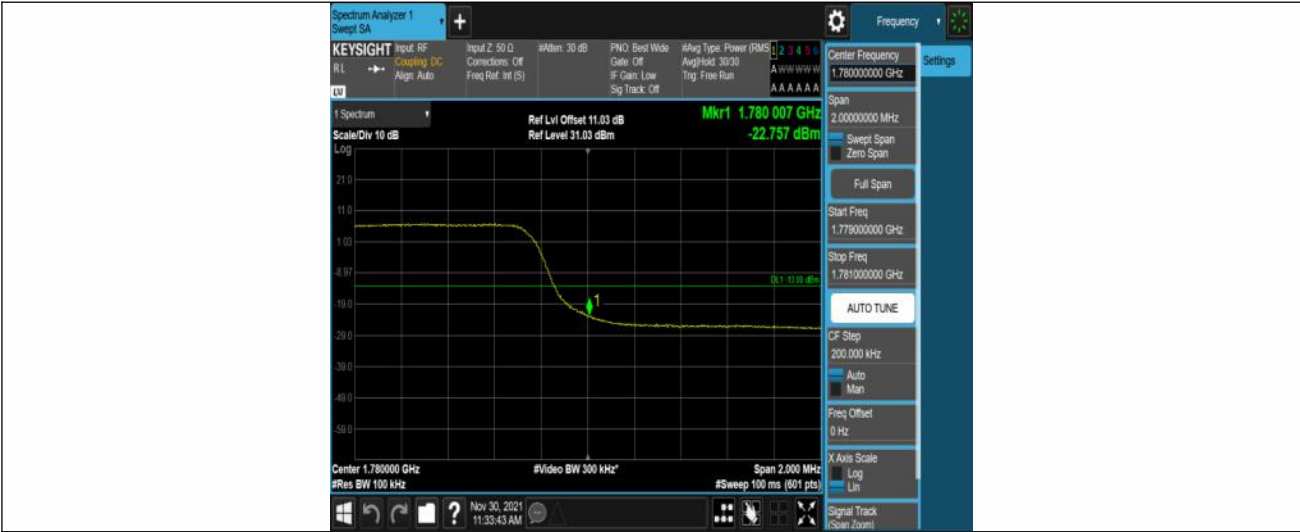 Spectrum Analyzer 1
Swept SA
+
Frequency
KEYSIGHT
RL
Input: RF
Coupling: DC
Align: Auto
Input Z: 50 Ω
Corrections: Off
Freq Ref: Int (S)
#Atten: 30 dB
PNO: Best Wide
Gate: Off
IF Gain: Low
Sig Track: Off
#Avg Type: Power (RMS
Avg|Hold: 30/30
Trig: Free Run
1 2 3 4 5 6
A W W W W W
A A A A A A
1 Spectrum
Scale/Div 10 dB
Ref Lvl Offset 11.03 dB
Ref Level 31.03 dBm
Mkr1 1.780 007 GHz
-22.757 dBm
Log
21.0
11.0
1.03
-8.97
-19.0
-29.0
-39.0
-49.0
-59.0
DL1 -13.00 dBm
1
Center 1.780000 GHz
#Res BW 100 kHz
#Video BW 300 kHz*
Span 2.000 MHz
#Sweep 100 ms (601 pts)
?
Nov 30, 2021
11:33:43 AM
Center Frequency
1.780000000 GHz
Settings
Span
2.00000000 MHz
Swept Span
Zero Span
Full Span
Start Freq
1.779000000 GHz
Stop Freq
1.781000000 GHz
AUTO TUNE
CF Step
200.000 kHz
Auto
Man
Freq Offset
0 Hz
X Axis Scale
Log
Lin
Signal Track
(Span Zoom)